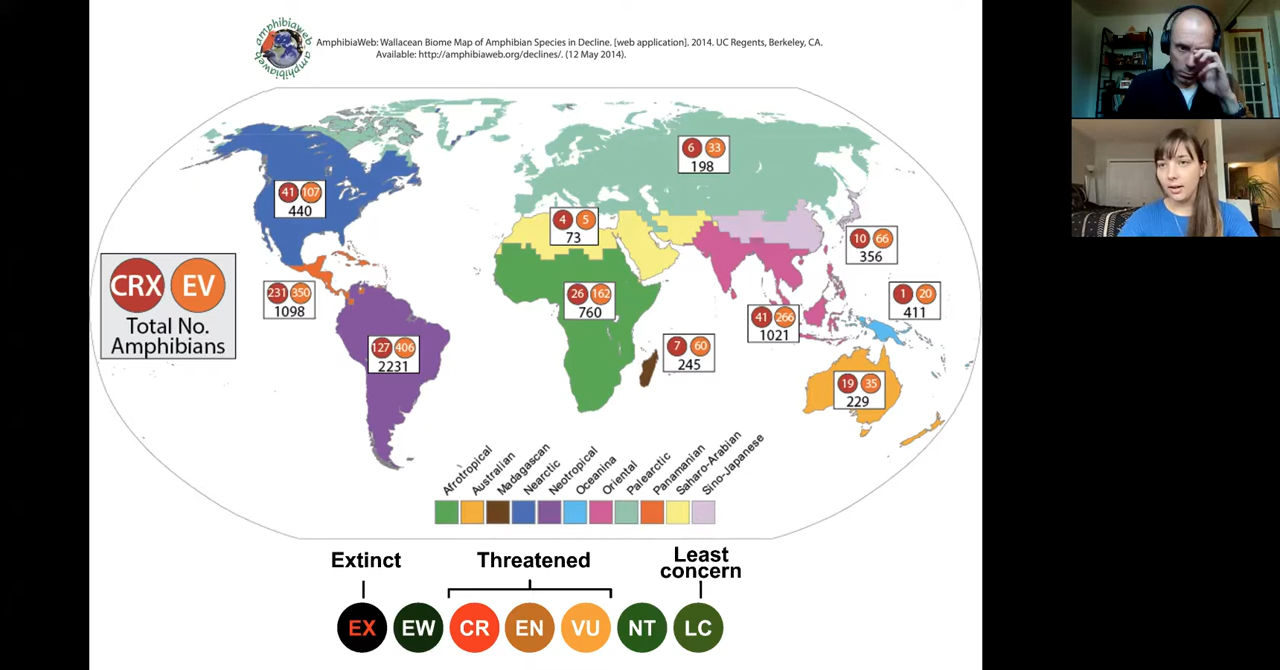 amphibiaweb
amphibiaweb
AmphibiaWeb: Wallacean Biome Map of Amphibian Species in Decline. [web application]. 2014. UC Regents, Berkeley, CA.
Available: http://amphibiaweb.org/declines/. (12 May 2014).
6 33
198
41 107
440
4 5
73
10 66
356
CRX EV
Total No.
Amphibians
231 350
1098
26 162
760
1 20
411
41 266
1021
127 406
2231
7 60
245
19 35
229
Afrotropical
Australian
Madagascan
Nearctic
Neotropical
Oceanina
Oriental
Palearctic
Panamanian
Saharo-Arabian
Sino-Japanese
Extinct
Threatened
Least
concern
EX EW CR EN VU NT LC